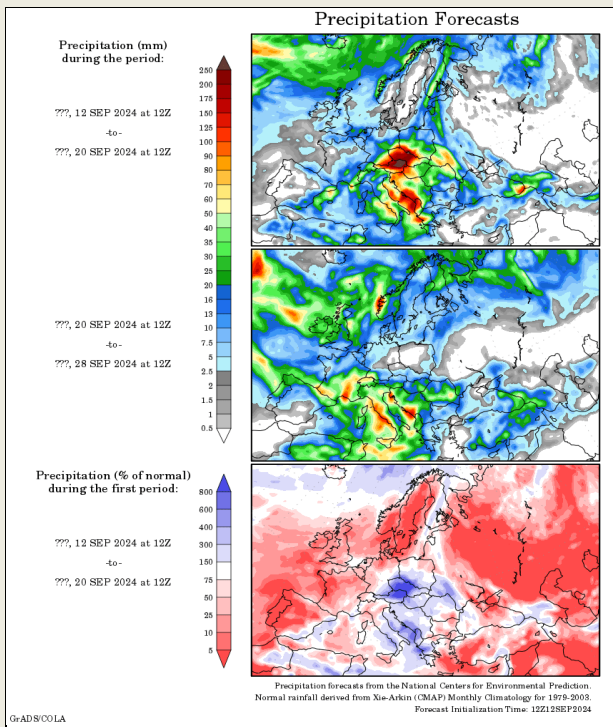 Precipitation Forecasts
Precipitation (mm)
during the period:
???, 12 SEP 2024 at 12Z
-to-
???, 20 SEP 2024 at 12Z
250
200
175
150
125
100
90
80
70
60
50
40
35
30
25
20
16
13
10
7.5
5
2.5
2
1.5
1
0.5
???, 20 SEP 2024 at 12Z
-to-
???, 28 SEP 2024 at 12Z
Precipitation (% of normal)
during the first period:
???, 12 SEP 2024 at 12Z
-to-
???, 20 SEP 2024 at 12Z
800
600
400
300
150
75
50
25
10
5
Precipitation forecasts from the National Centers for Environmental Prediction.
Normal rainfall derived from Xie-Arkin (CMAP) Monthly Climatology for 1979-2003.
Forecast Initialization Time: 12Z12SEP2024
GrADS/COLA